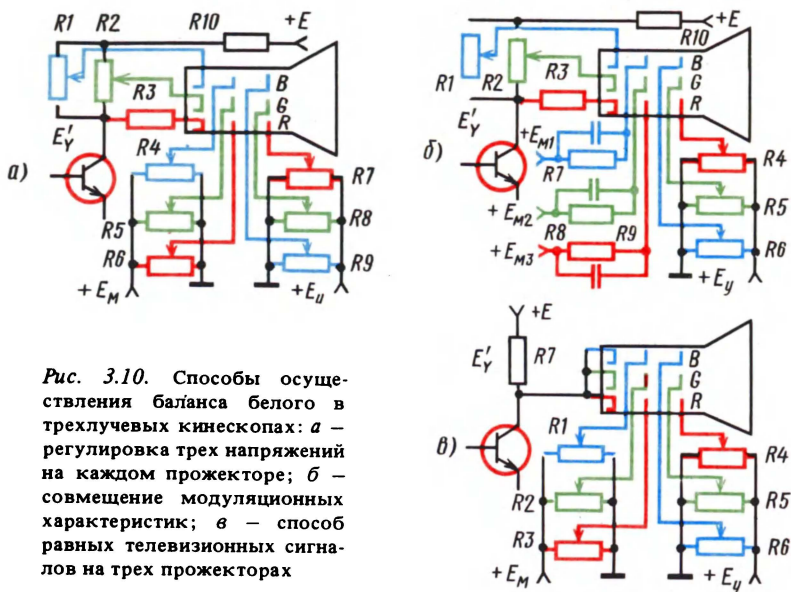 R1 R2 R10 +E
R3
B
G
R
E'Y
R4
а)
R7
R5 R8
R6 R9
+EM +Eu
+E
R10
R1 R2 R3
B
G
R
E'Y
+EM1
б)
R7
R4
+EM2
R5
R8 R9
+EM3
R6
+Ey
+E
E'Y R7
B
G
R
R1
в)
R4
R2 R5
R3 R6
+EM +Ey
Рис. 3.10. Способы осуще-
ствления баланса белого в
трехлучевых кинескопах: а —
регулировка трех напряжений
на каждом прожекторе; б —
совмещение модуляционных
характеристик; в — способ
равных телевизионных сигна-
лов на трех прожекторах